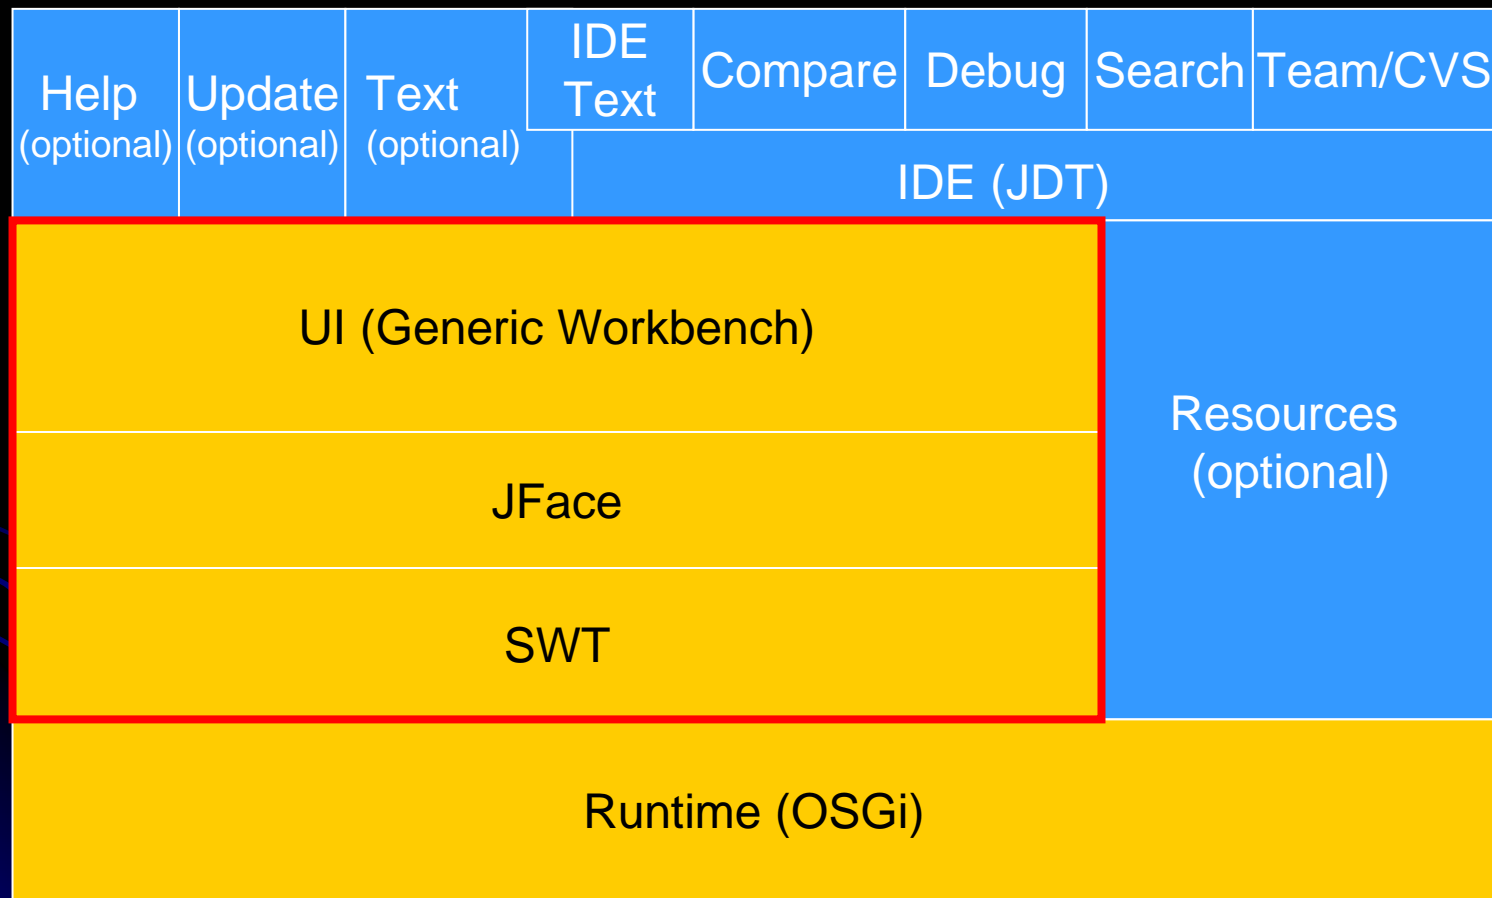 Help
(optional)
Update
(optional)
Text
(optional)
IDE
Text
Compare
Debug
Search
Team/CVS
IDE (JDT)
UI (Generic Workbench)
JFace
SWT
Resources
(optional)
Runtime (OSGi)